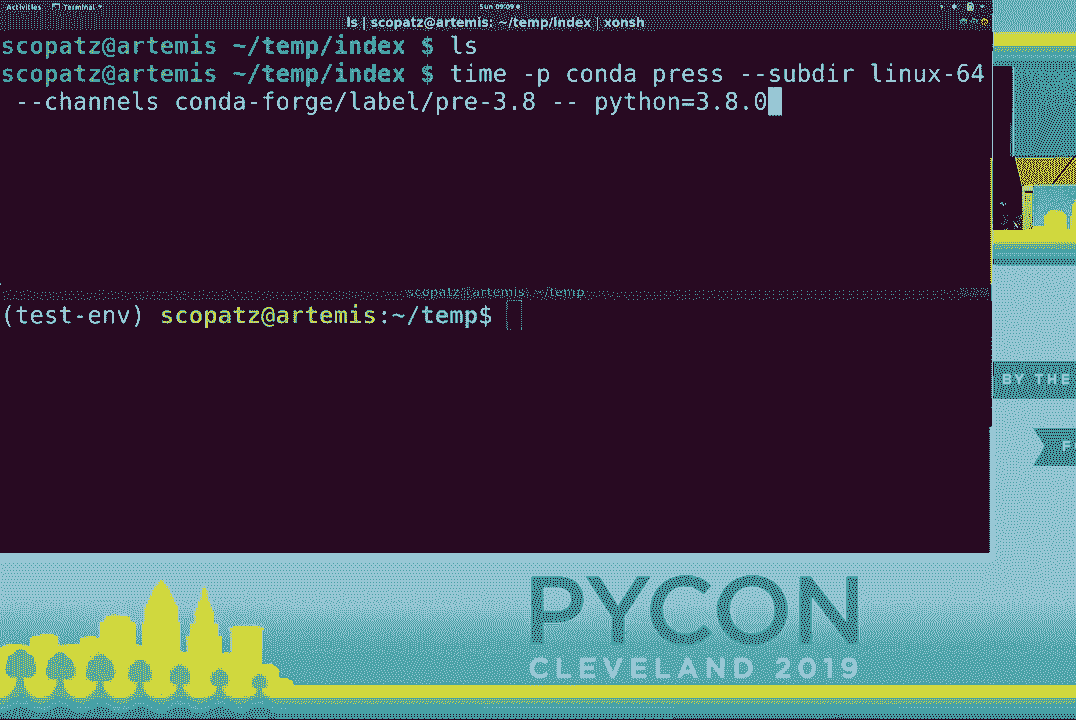 Activities Terminal Sun 09:09
ls | scopatz@artemis: ~/temp/index | xonsh
scopatz@artemis ~/temp/index $ ls
scopatz@artemis ~/temp/index $ time -p conda press --subdir linux-64
--channels conda-forge/label/pre-3.8 -- python=3.8.0
scopatz@artemis: ~/temp
(test-env) scopatz@artemis:~/temp$
BY THE
F
PYCON
CLEVELAND 2019